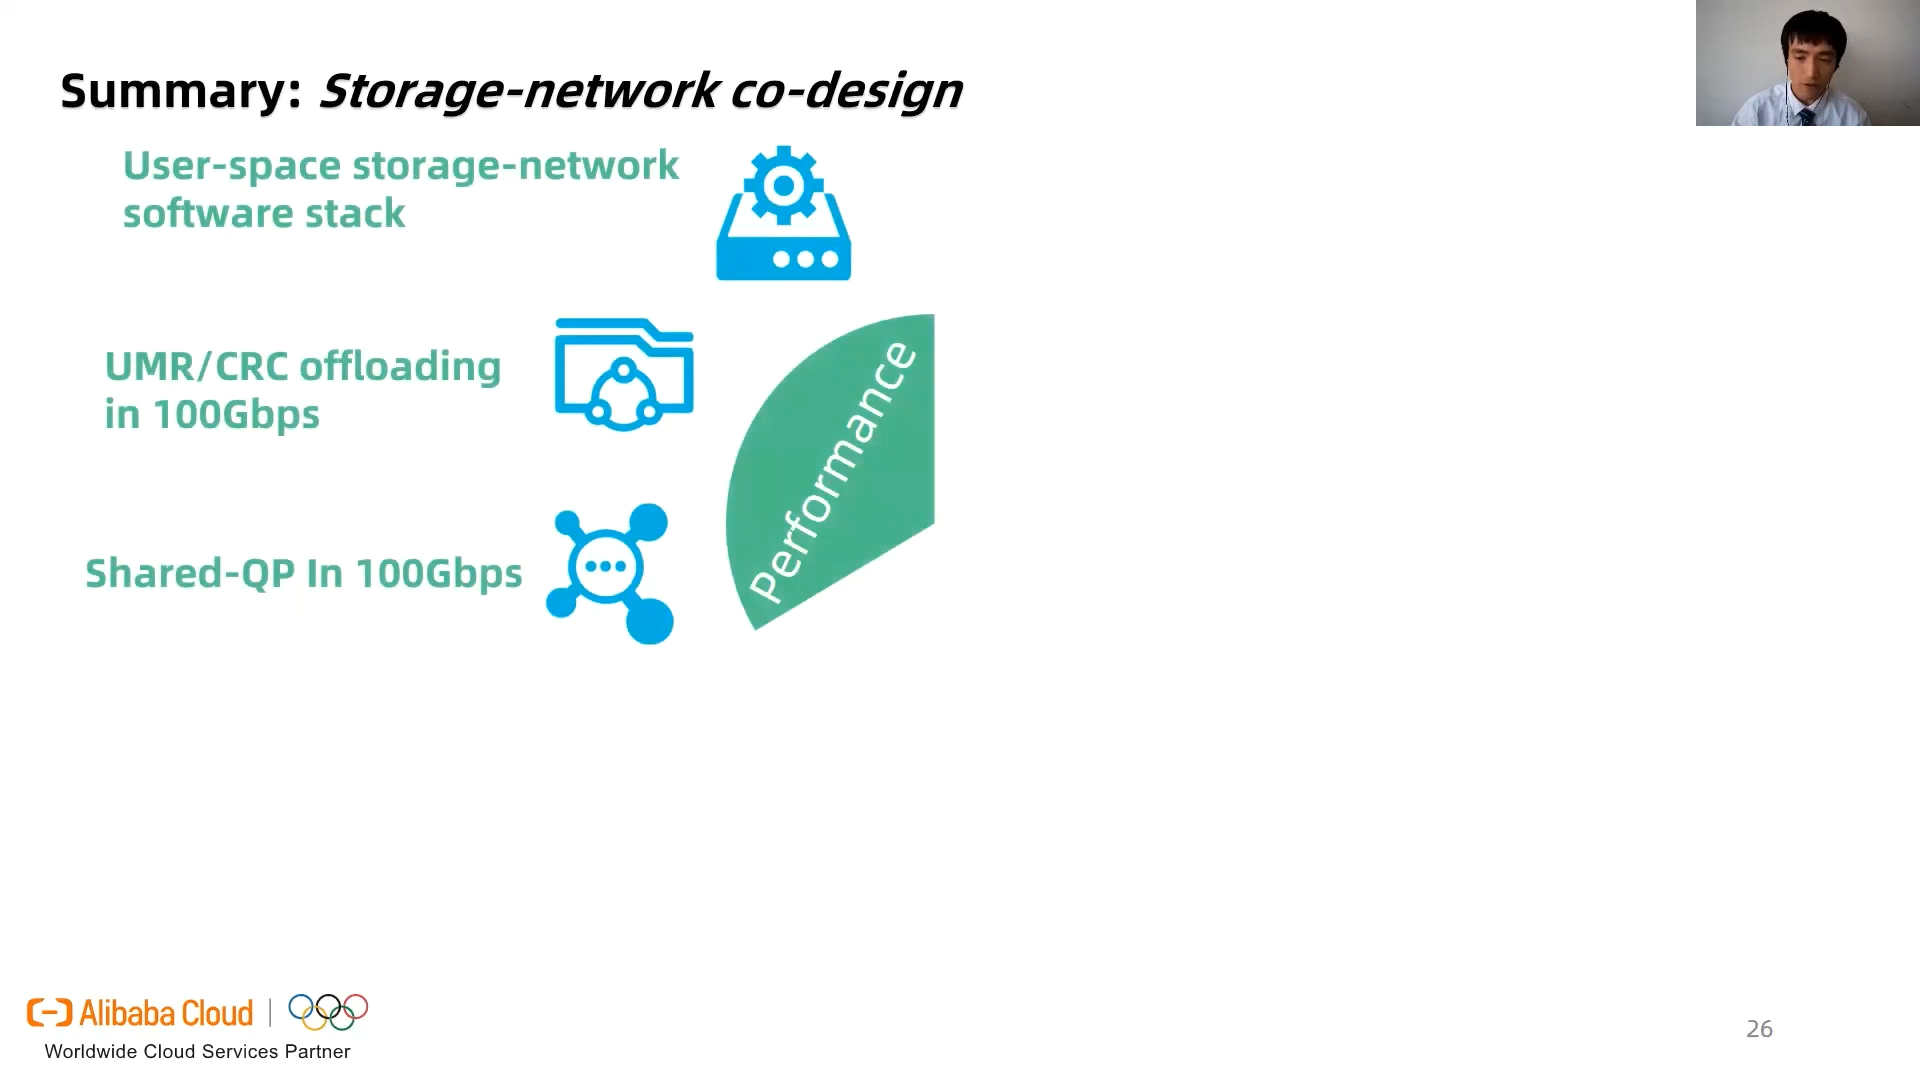 Summary: Storage-network co-design
User-space storage-network
software stack
UMR/CRC offloading
in 100Gbps
Performance
Shared-QP In 100Gbps
Alibaba Cloud
Worldwide Cloud Services Partner
26